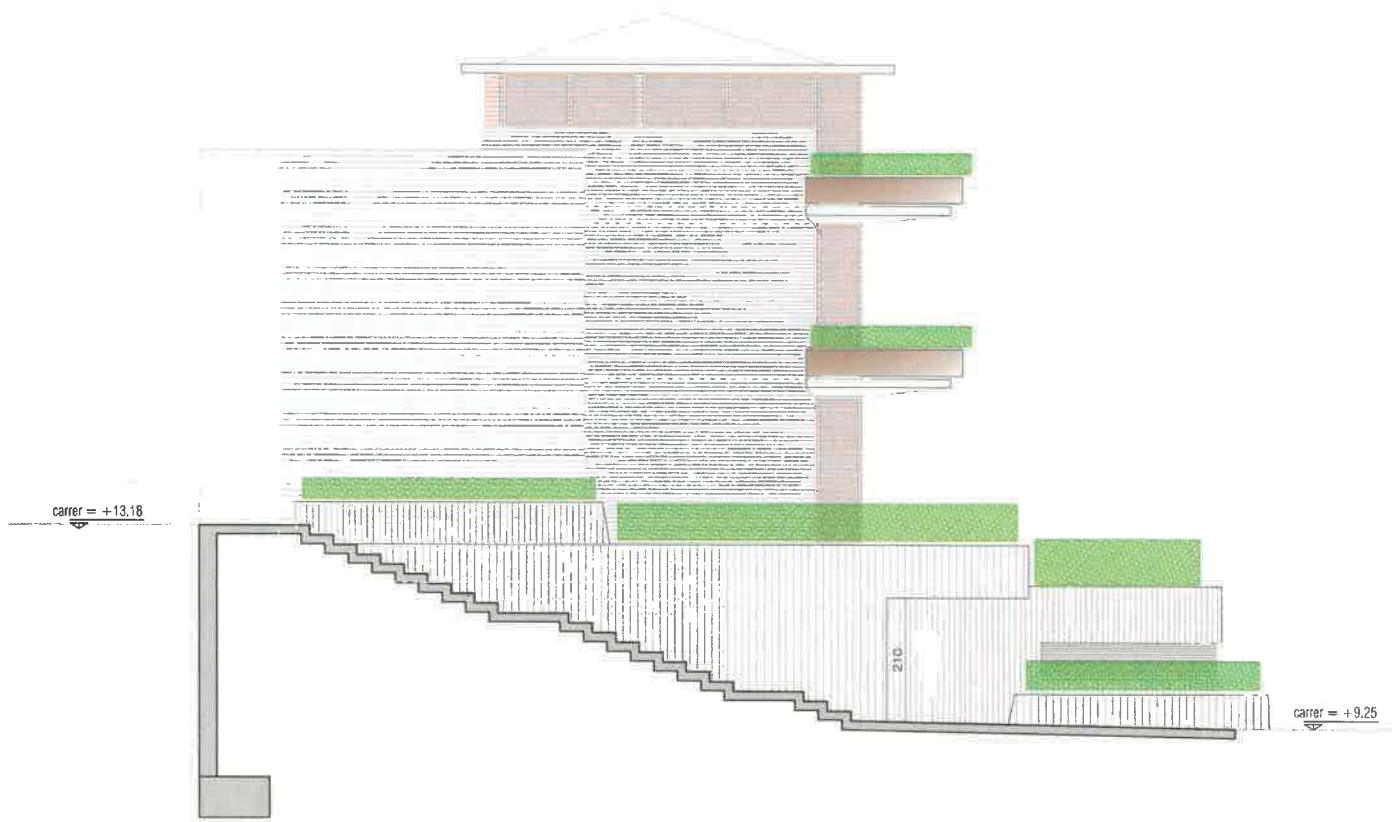 carrer = +13,18
210
carrer = +9.25